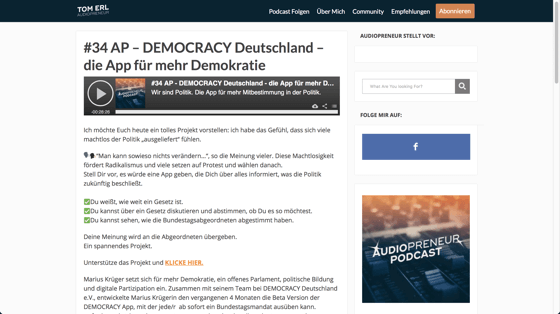 TOM ERL
AUDIOPRENEUR
Podcast Folgen Über Mich Community Empfehlungen Abonnieren
#34 AP – DEMOCRACY Deutschland –
die App für mehr Demokratie
#34 AP - DEMOCRACY Deutschland - die App für mehr D...
Wir sind Politik. Die App für mehr Mitbestimmung in der Politik.
00:28:08
Ich möchte Euch heute ein tolles Projekt vorstellen: ich habe das Gefühl, dass sich viele
machtlos der Politik „ausgeliefert“ fühlen.
"Man kann sowieso nichts verändern...", so die Meinung vieler. Diese Machtlosigkeit
fördert Radikalismus und viele setzen auf Protest und wählen danach.
Stell Dir vor, es würde eine App geben, die Dich über alles informiert, was die Politik
zukünftig beschließt.
✅Du weißt, wie weit ein Gesetz ist.
✅Du kannst über ein Gesetz diskutieren und abstimmen, ob Du es so möchtest.
✅Du kannst sehen, wie die Bundestagsabgeordneten abgestimmt haben.
Deine Meinung wird an die Abgeordneten übergeben.
Ein spannendes Projekt.
Unterstütze das Projekt und KLICKE HIER.
Marius Krüger setzt sich für mehr Demokratie, ein offenes Parlament, politische Bildung
und digitale Partizipation ein. Zusammen mit seinem Team bei DEMOCRACY Deutschland
e.V., entwickelte Marius Krügerin den vergangenen 4 Monaten die Beta Version der
DEMOCRACY App, mit der jede/r ab sofort ein Bundestagsmandat ausüben kann.
AUDIOPRENEUR STELLT VOR:
What Are You looking For?
FOLGE MIR AUF:
f
AUDIOPRENEUR
PODCAST